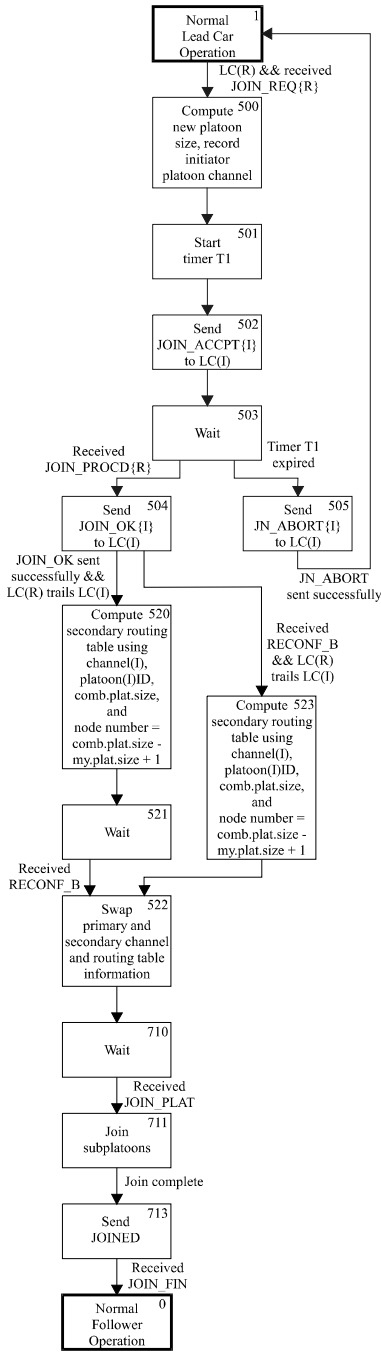 Normal 1
Lead Car
Operation
LC(R) && received
JOIN_REQ{R}
Compute 500
new platoon
size, record
initiator
platoon channel
501
Start
timer T1
Send 502
JOIN_ACCPT{I}
to LC(I)
503
Wait
Received
JOIN_PROCD{R}
Timer T1
expired
Send 504
JOIN_OK{I}
to LC(I)
Send 505
JN_ABORT{I}
to LC(I)
JOIN_OK sent
successfully &&
LC(R) trails LC(I)
JN_ABORT
sent successfully
Compute 520
secondary routing
table using
channel(I),
platoon(I)ID,
comb.plat.size,
and
node number =
comb.plat.size -
my.plat.size + 1
Received
RECONF_B
&& LC(R)
trails LC(I)
Compute 523
secondary routing
table using
channel(I),
platoon(I)ID,
comb.plat.size,
and
node number =
comb.plat.size -
my.plat.size + 1
521
Wait
Received
RECONF_B
Swap 522
primary and
secondary channel
and routing table
information
710
Wait
Received
JOIN_PLAT
711
Join
subplatoons
Join complete
713
Send
JOINED
Received
JOIN_FIN
Normal 0
Follower
Operation